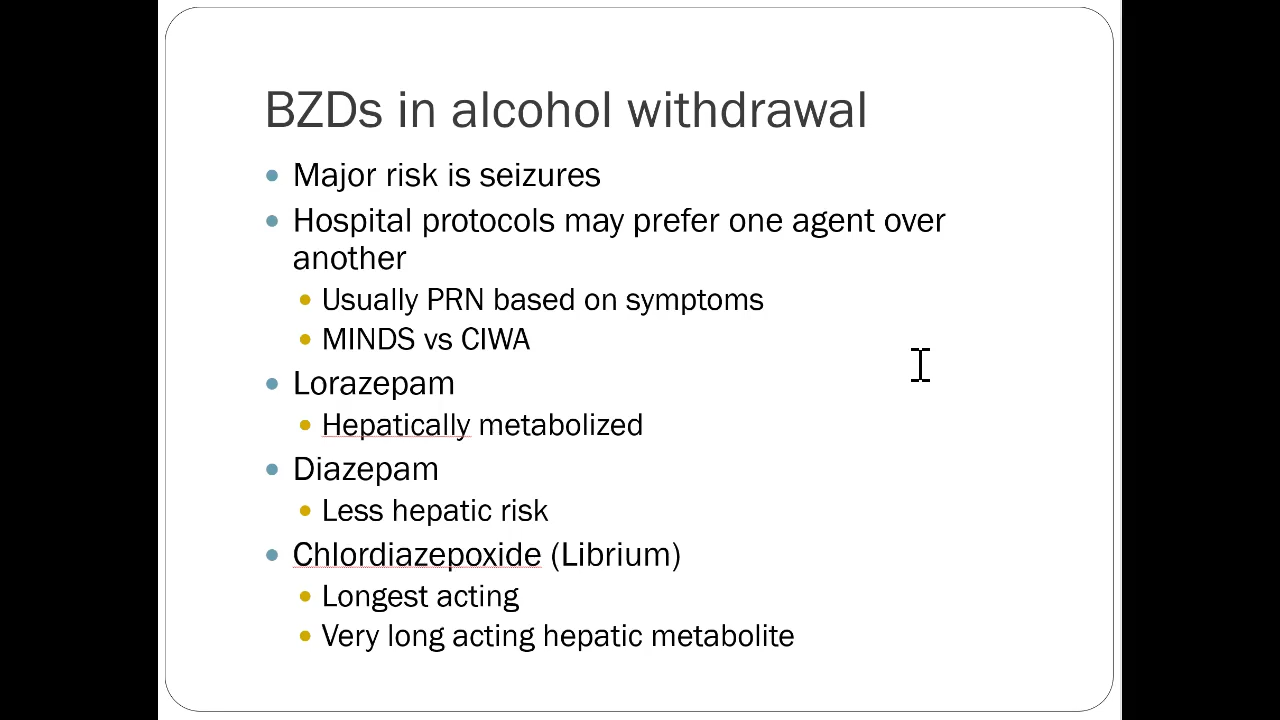 BZDs in alcohol withdrawal
Major risk is seizures
Hospital protocols may prefer one agent over
another
Usually PRN based on symptoms
MINDS vs CIWA
Lorazepam
Hepatically metabolized
Diazepam
Less hepatic risk
Chlordiazepoxide (Librium)
Longest acting
Very long acting hepatic metabolite